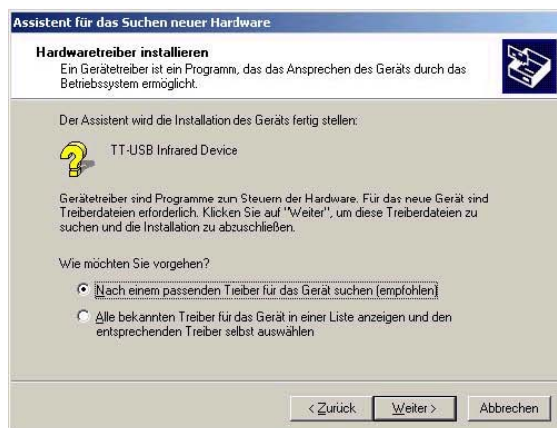 Assistent für das Suchen neuer Hardware
Hardwaretreiber installieren
Ein Gerätetreiber ist ein Programm, das das Ansprechen des Geräts durch das
Betriebssystem ermöglicht.
Der Assistent wird die Installation des Geräts fertig stellen:
TT-USB Infrared Device
Gerätetreiber sind Programme zum Steuern der Hardware. Für das neue Gerät sind
Treiberdateien erforderlich. Klicken Sie auf "Weiter", um diese Treiberdateien zu
suchen und die Installation zu abzuschließen.
Wie möchten Sie vorgehen?
Nach einem passenden Treiber für das Gerät suchen (empfohlen)
Alle bekannten Treiber für das Gerät in einer Liste anzeigen und den
entsprechenden Treiber selbst auswählen
< Zurück
Weiter >
Abbrechen